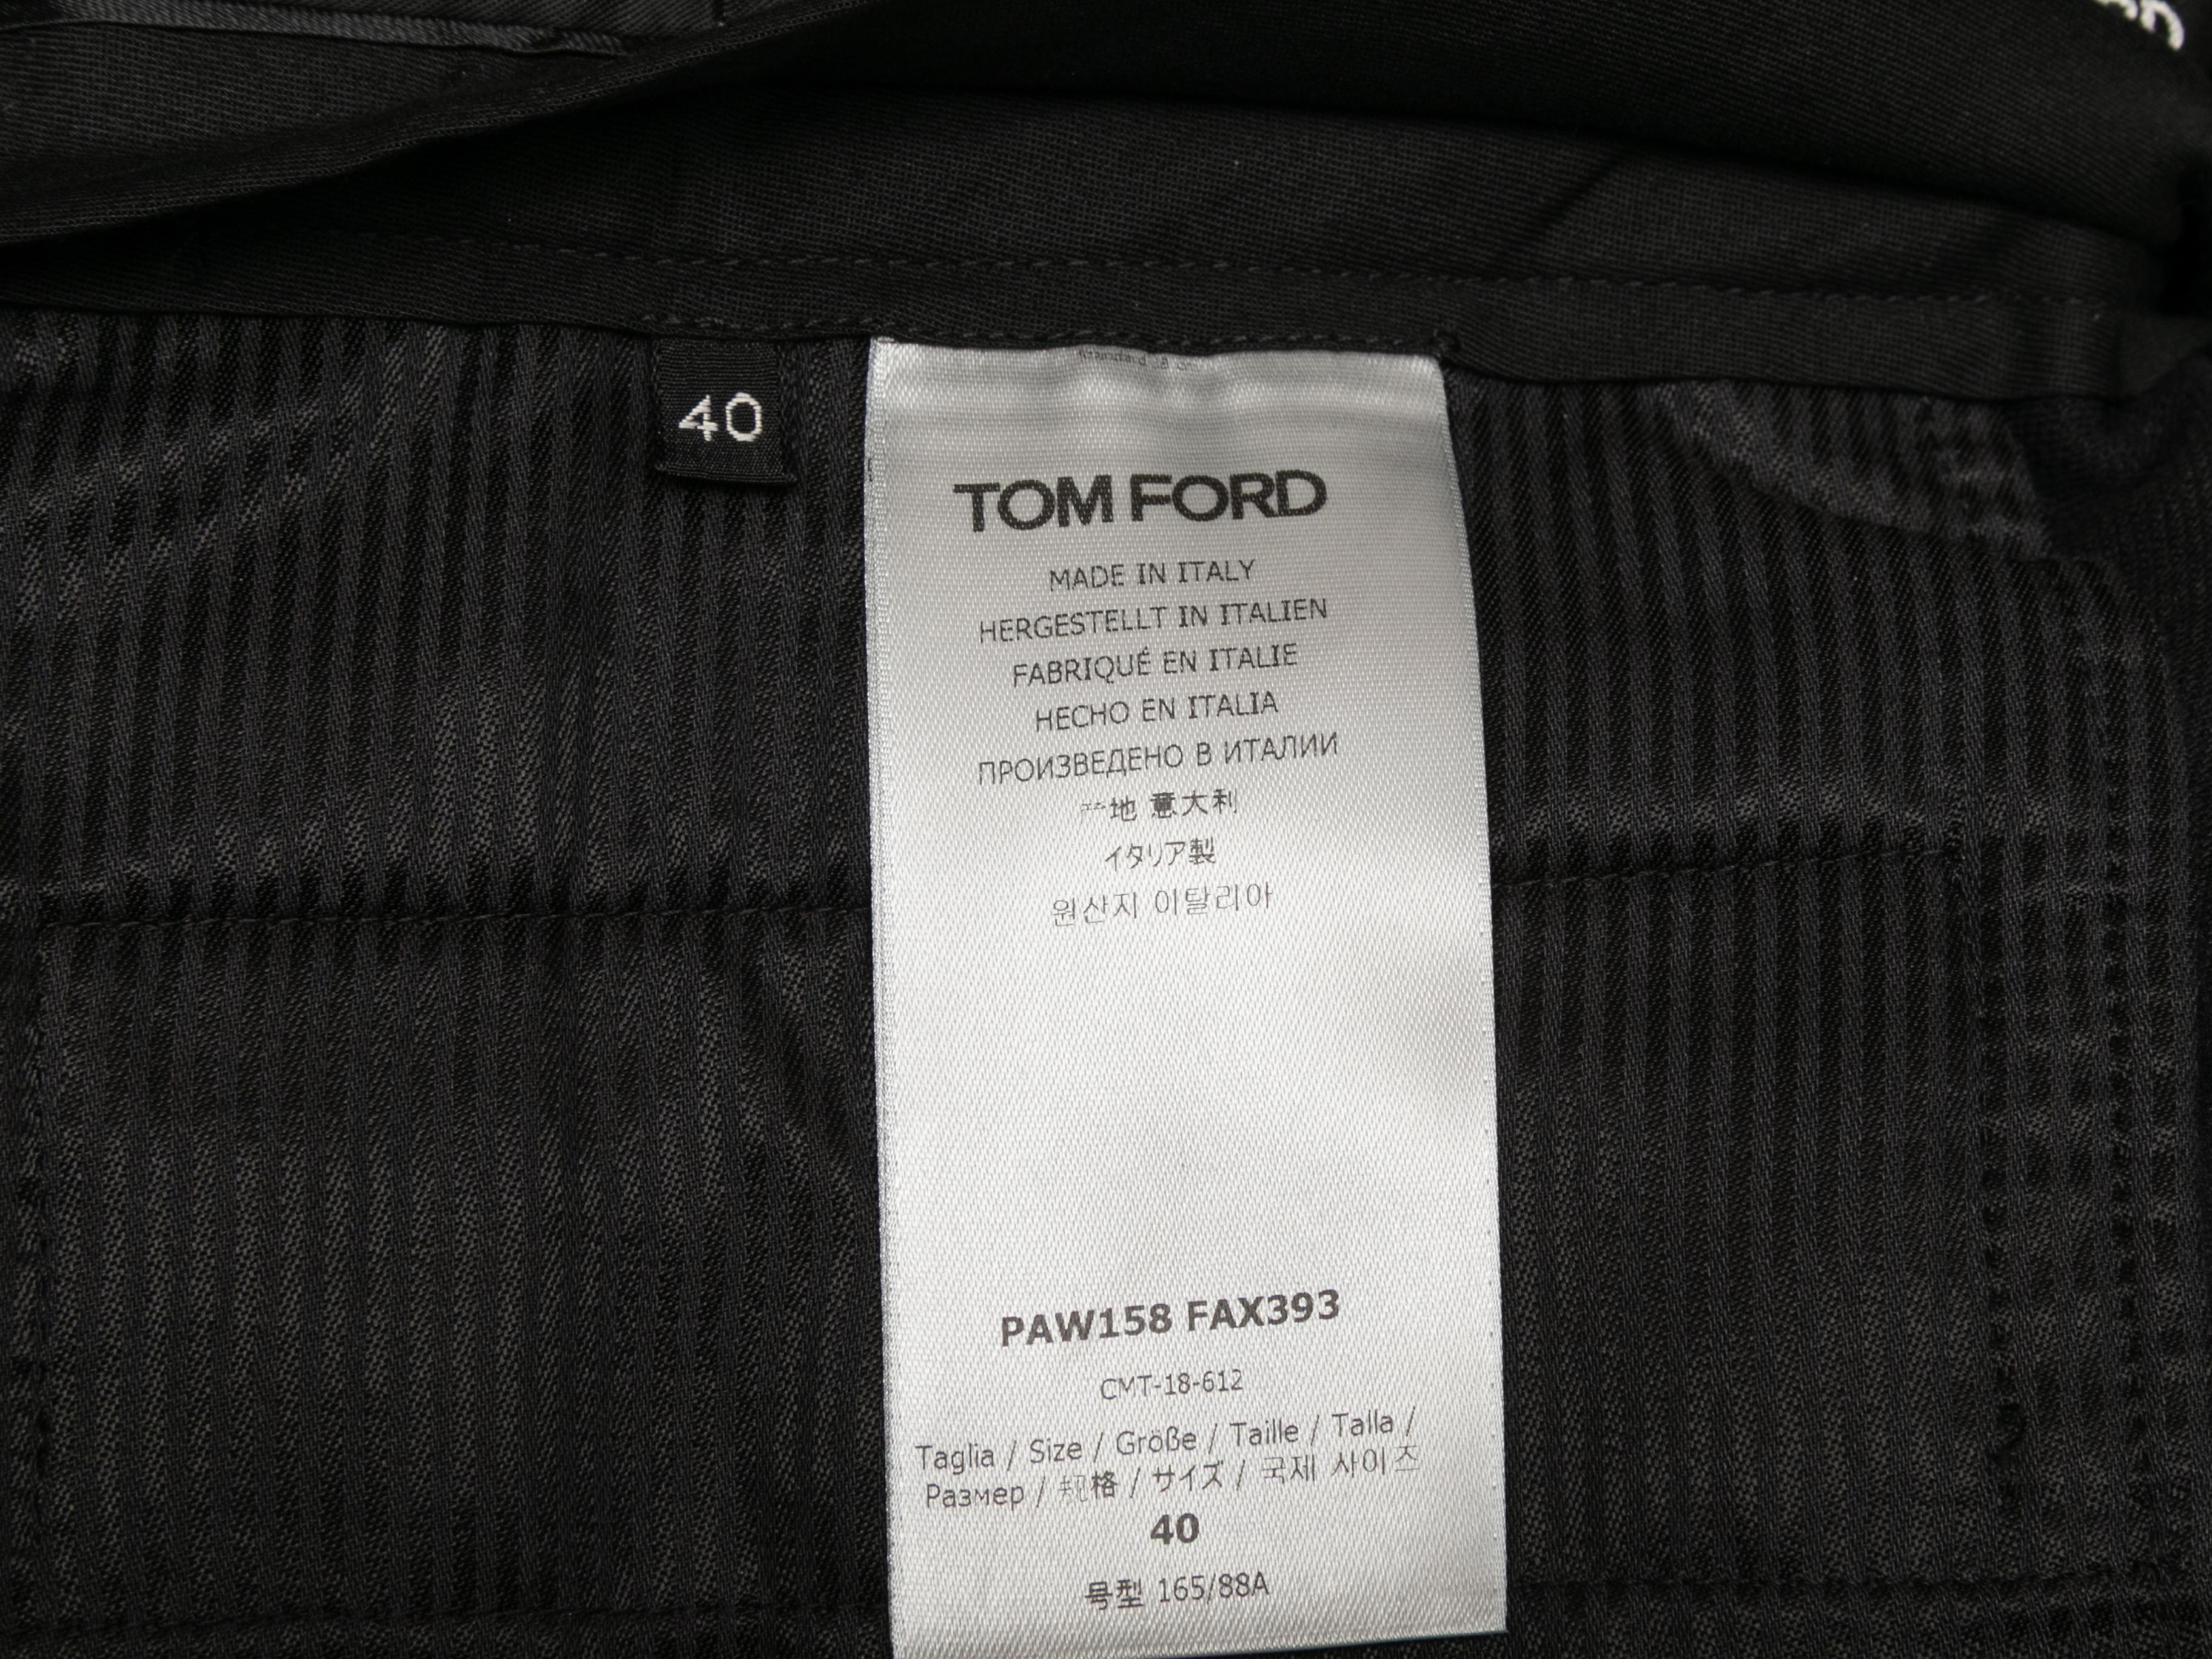 40
TOM FORD
MADE IN ITALY
HERGESTELLT IN ITALIEN
FABRIQUÉ EN ITALIE
HECHO EN ITALIA
ПРОИЗВЕДЕНО В ИТАЛИИ
地 意大利
イタリア製
원산지 이탈리아
PAW158 FAX393
CMT-18-612
Taglia / Size / Größe / Taille / Talla /
Размер / 规格 / サイズ / 국제 사이즈
40
号型 165/88A